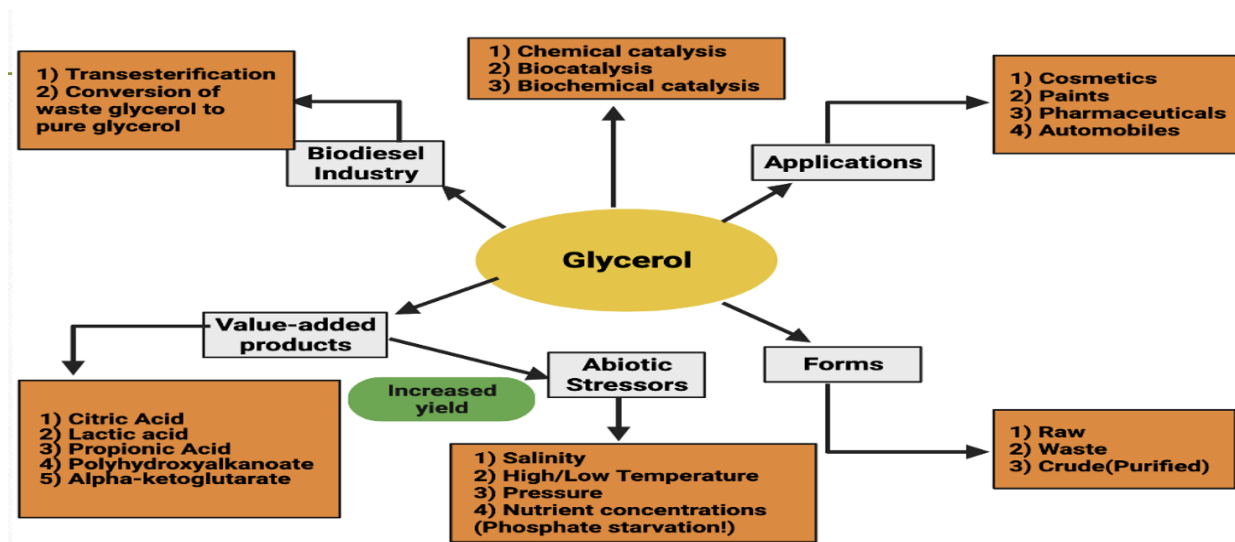 1) Transesterification
2) Conversion of
waste glycerol to
pure glycerol
Biodiesel
Industry
1) Chemical catalysis
2) Biocatalysis
3) Biochemical catalysis
1) Cosmetics
2) Paints
3) Pharmaceuticals
4) Automobiles
Applications
Glycerol
Value-added
products
Increased
yield
Abiotic
Stressors
Forms
1) Citric Acid
2) Lactic acid
3) Propionic Acid
4) Polyhydroxyalkanoate
5) Alpha-ketoglutarate
1) Salinity
2) High/Low Temperature
3) Pressure
4) Nutrient concentrations
(Phosphate starvation!)
1) Raw
2) Waste
3) Crude(Purified)